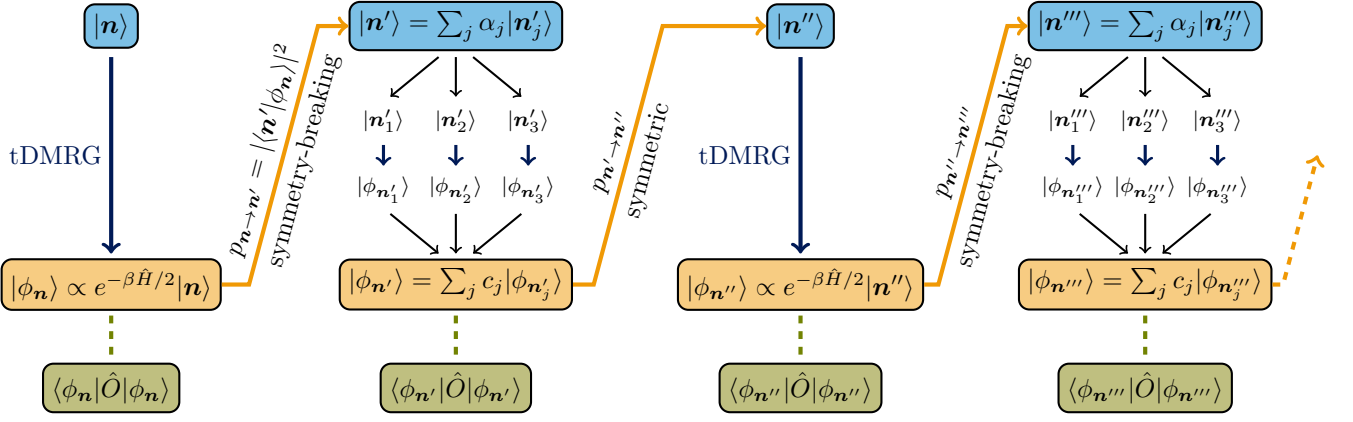 |n⟩
tDMRG
|ϕ_n⟩ ∝ e^{−βĤ/2}|n⟩
⟨ϕ_n|Ô|ϕ_n⟩
p_{n→n′} = |⟨n′|ϕ_n⟩|²
symmetry-breaking
|n′⟩ = ∑_j α_j|n′_j⟩
|n′_1⟩ |n′_2⟩ |n′_3⟩
|ϕ_{n′_1}⟩ |ϕ_{n′_2}⟩ |ϕ_{n′_3}⟩
|ϕ_{n′}⟩ = ∑_j c_j|ϕ_{n′_j}⟩
⟨ϕ_{n′}|Ô|ϕ_{n′}⟩
p_{n′→n″}
symmetric
|n″⟩
tDMRG
|ϕ_{n″}⟩ ∝ e^{−βĤ/2}|n″⟩
⟨ϕ_{n″}|Ô|ϕ_{n″}⟩
p_{n″→n‴}
symmetry-breaking
|n‴⟩ = ∑_j α_j|n‴_j⟩
|n‴_1⟩ |n‴_2⟩ |n‴_3⟩
|ϕ_{n‴_1}⟩ |ϕ_{n‴_2}⟩ |ϕ_{n‴_3}⟩
|ϕ_{n‴}⟩ = ∑_j c_j|ϕ_{n‴_j}⟩
⟨ϕ_{n‴}|Ô|ϕ_{n‴}⟩